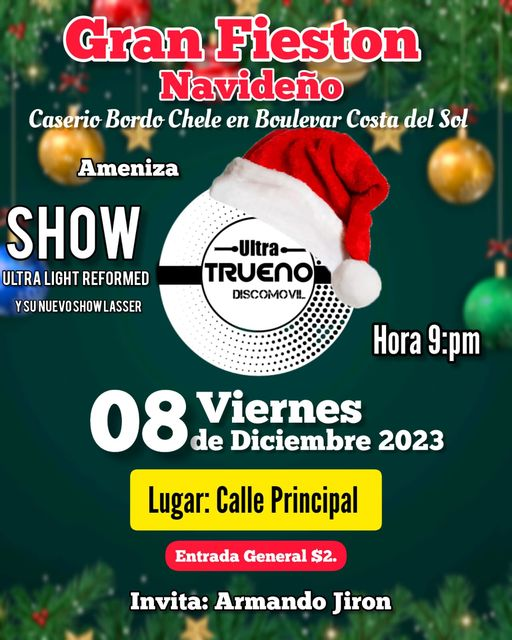 Gran Fieston
Navideño
Caserio Bordo Chele en Boulevar Costa del Sol
Ameniza
SHOW
ULTRA LIGHT REFORMED
Y SU NUEVO SHOW LASSER
Ultra
TRUENO
DISCOMOVIL
Hora 9:pm
08 Viernes
de Diciembre 2023
Lugar: Calle Principal
Entrada General $2.
Invita: Armando Jiron